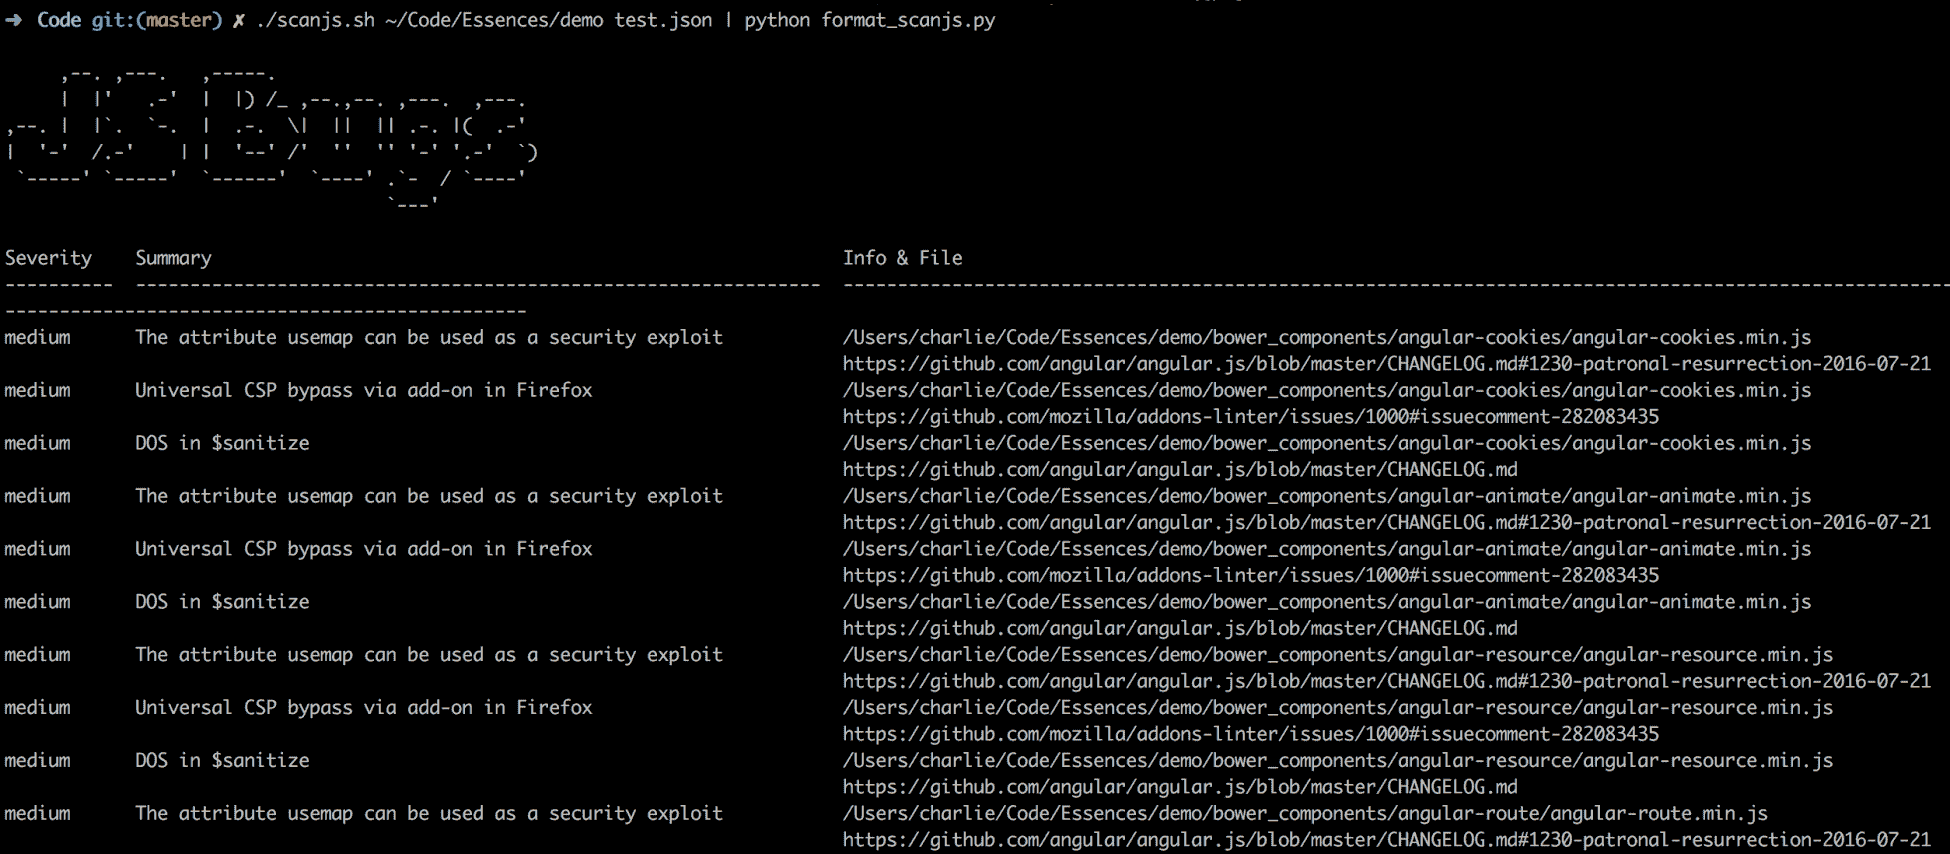 ➜  Code git:(master) ✗ ./scanjs.sh ~/Code/Essences/demo test.json | python format_scanjs.py
     ,--. ,---.   ,-----.
     |  |'   .-'  |  |) /_ ,--.,--. ,---.  ,---.
,--. |  |`.  `-.  |  .-.  \|  ||  || .-. |(  .-'
|  '-'  /.-'    | |  '--' /'  ''  '' '-' '.-'  `)
 `-----' `-----'  `------'  `----' .`-  / `----'
                                   `---'
Severity    Summary                                                          Info & File
----------  ---------------------------------------------------------------  ------------------------------------------------------------------------------------------------------
------------------------------------------------
medium      The attribute usemap can be used as a security exploit           /Users/charlie/Code/Essences/demo/bower_components/angular-cookies/angular-cookies.min.js
                                                                             https://github.com/angular/angular.js/blob/master/CHANGELOG.md#1230-patronal-resurrection-2016-07-21
medium      Universal CSP bypass via add-on in Firefox                       /Users/charlie/Code/Essences/demo/bower_components/angular-cookies/angular-cookies.min.js
                                                                             https://github.com/mozilla/addons-linter/issues/1000#issuecomment-282083435
medium      DOS in $sanitize                                                 /Users/charlie/Code/Essences/demo/bower_components/angular-cookies/angular-cookies.min.js
                                                                             https://github.com/angular/angular.js/blob/master/CHANGELOG.md
medium      The attribute usemap can be used as a security exploit           /Users/charlie/Code/Essences/demo/bower_components/angular-animate/angular-animate.min.js
                                                                             https://github.com/angular/angular.js/blob/master/CHANGELOG.md#1230-patronal-resurrection-2016-07-21
medium      Universal CSP bypass via add-on in Firefox                       /Users/charlie/Code/Essences/demo/bower_components/angular-animate/angular-animate.min.js
                                                                             https://github.com/mozilla/addons-linter/issues/1000#issuecomment-282083435
medium      DOS in $sanitize                                                 /Users/charlie/Code/Essences/demo/bower_components/angular-animate/angular-animate.min.js
                                                                             https://github.com/angular/angular.js/blob/master/CHANGELOG.md
medium      The attribute usemap can be used as a security exploit           /Users/charlie/Code/Essences/demo/bower_components/angular-resource/angular-resource.min.js
                                                                             https://github.com/angular/angular.js/blob/master/CHANGELOG.md#1230-patronal-resurrection-2016-07-21
medium      Universal CSP bypass via add-on in Firefox                       /Users/charlie/Code/Essences/demo/bower_components/angular-resource/angular-resource.min.js
                                                                             https://github.com/mozilla/addons-linter/issues/1000#issuecomment-282083435
medium      DOS in $sanitize                                                 /Users/charlie/Code/Essences/demo/bower_components/angular-resource/angular-resource.min.js
                                                                             https://github.com/angular/angular.js/blob/master/CHANGELOG.md
medium      The attribute usemap can be used as a security exploit           /Users/charlie/Code/Essences/demo/bower_components/angular-route/angular-route.min.js
                                                                             https://github.com/angular/angular.js/blob/master/CHANGELOG.md#1230-patronal-resurrection-2016-07-21